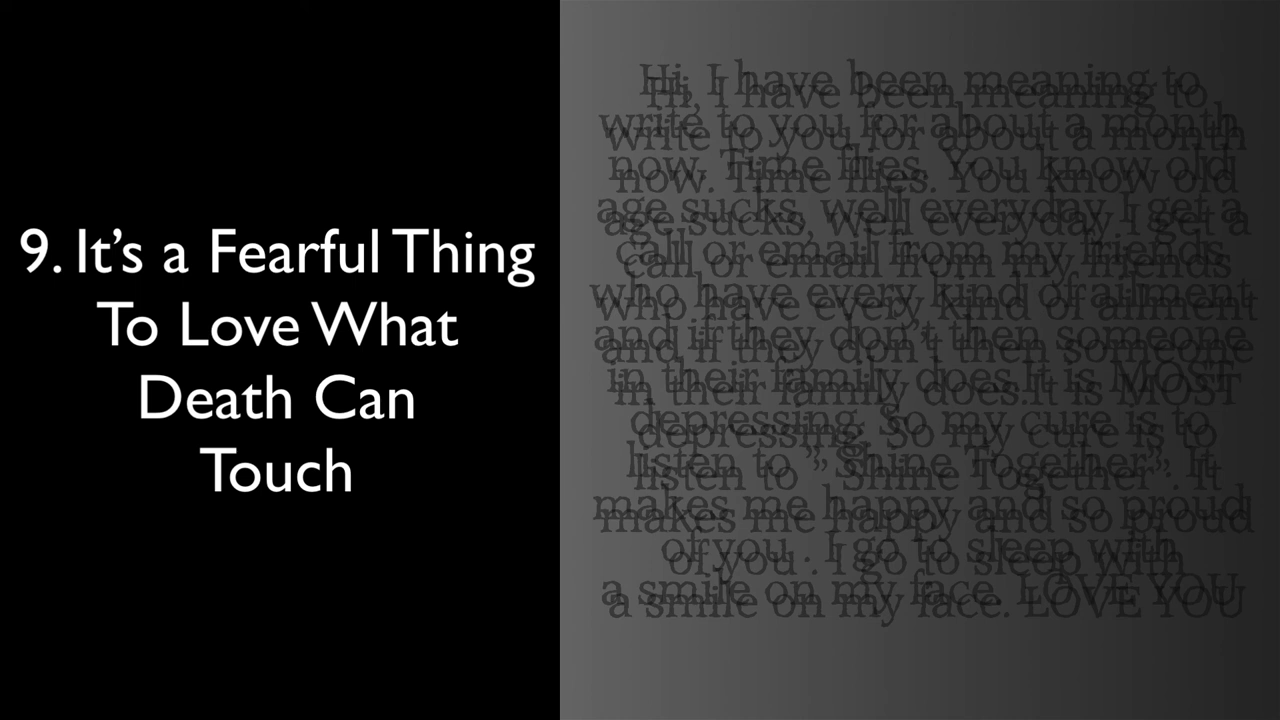 9. It’s a Fearful Thing
To Love What
Death Can
Touch
Hi, I have been meaning to
write to you for about a month
now. Time flies. You know old
age sucks, well everyday I get a
call or email from my friends
who have every kind of ailment
and if they don’t then someone
in their family does.It is MOST
depressing. So my cure is to
listen to ” Shine Together”. It
makes me happy and so proud
of you . I go to sleep with
a smile on my face. LOVE YOU